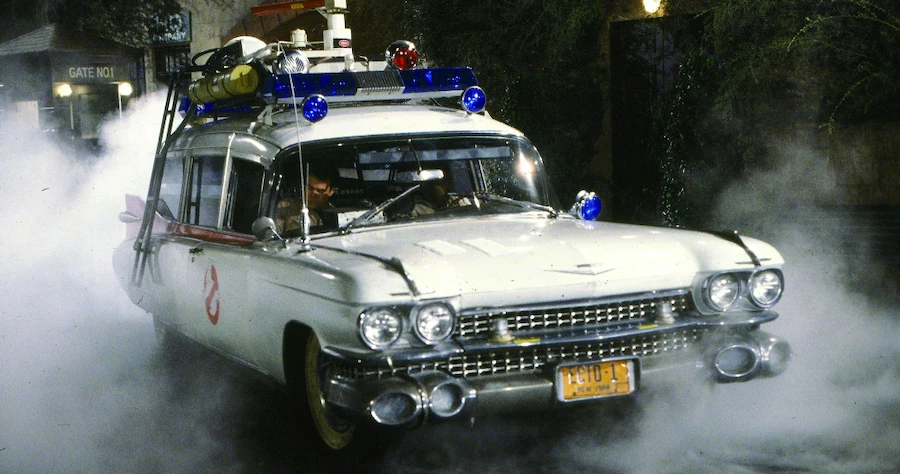 GATE NO.1
ECTO-1
NEW YORK